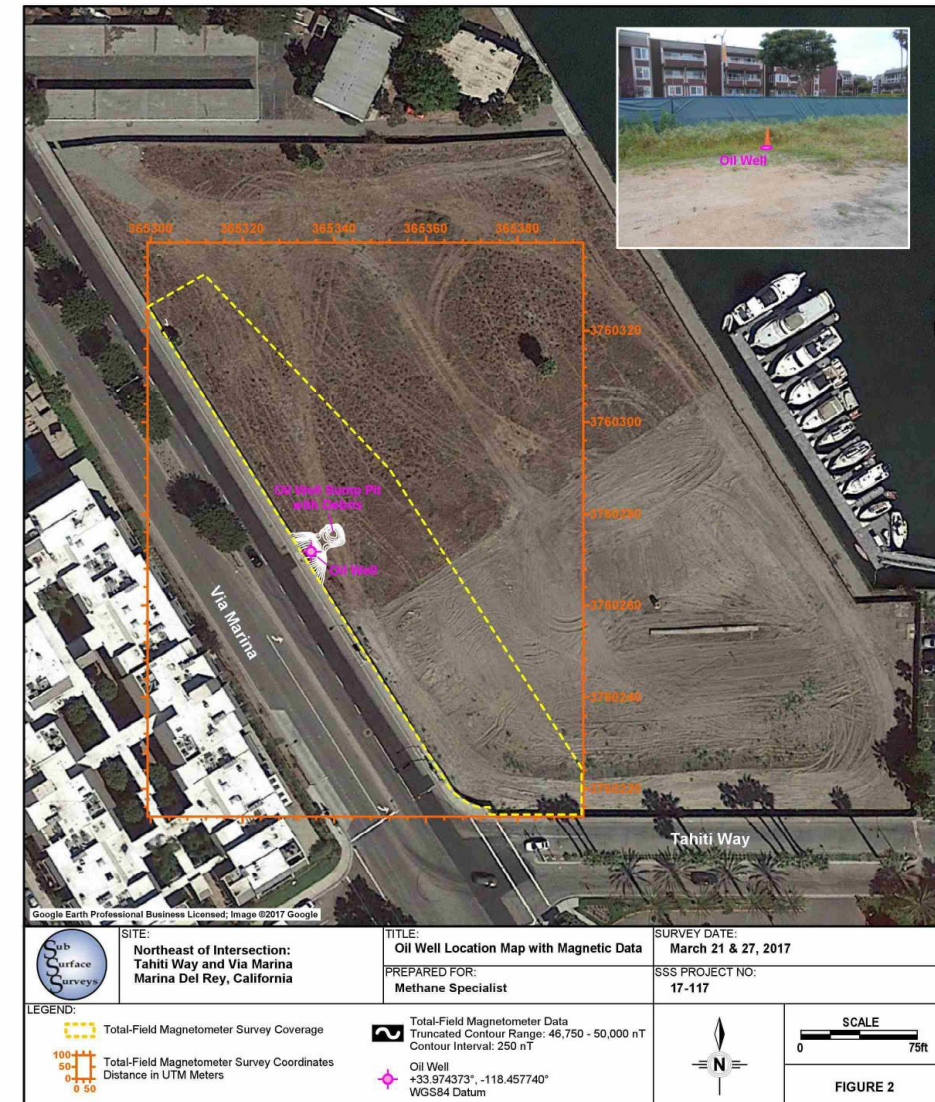 Oil Well
365300 365320 365340 365360 365380
3760320
3760300
3760280
Oil Well Sump Pit
with Debris
Oil Well
3760260
Via Marina
3760240
3760220
Tahiti Way
Google Earth Professional Business Licensed; Image ©2017 Google
Sub
Surface
Surveys
SITE:
Northeast of Intersection:
Tahiti Way and Via Marina
Marina Del Rey, California
TITLE:
Oil Well Location Map with Magnetic Data
PREPARED FOR:
Methane Specialist
SURVEY DATE:
March 21 & 27, 2017
SSS PROJECT NO:
17-117
LEGEND:
Total-Field Magnetometer Survey Coverage
100
50
0
0 50
Total-Field Magnetometer Survey Coordinates
Distance in UTM Meters
Total-Field Magnetometer Data
Truncated Contour Range: 46,750 - 50,000 nT
Contour Interval: 250 nT
Oil Well
+33.974373°, -118.457740°
WGS84 Datum
N
SCALE
0 75ft
FIGURE 2